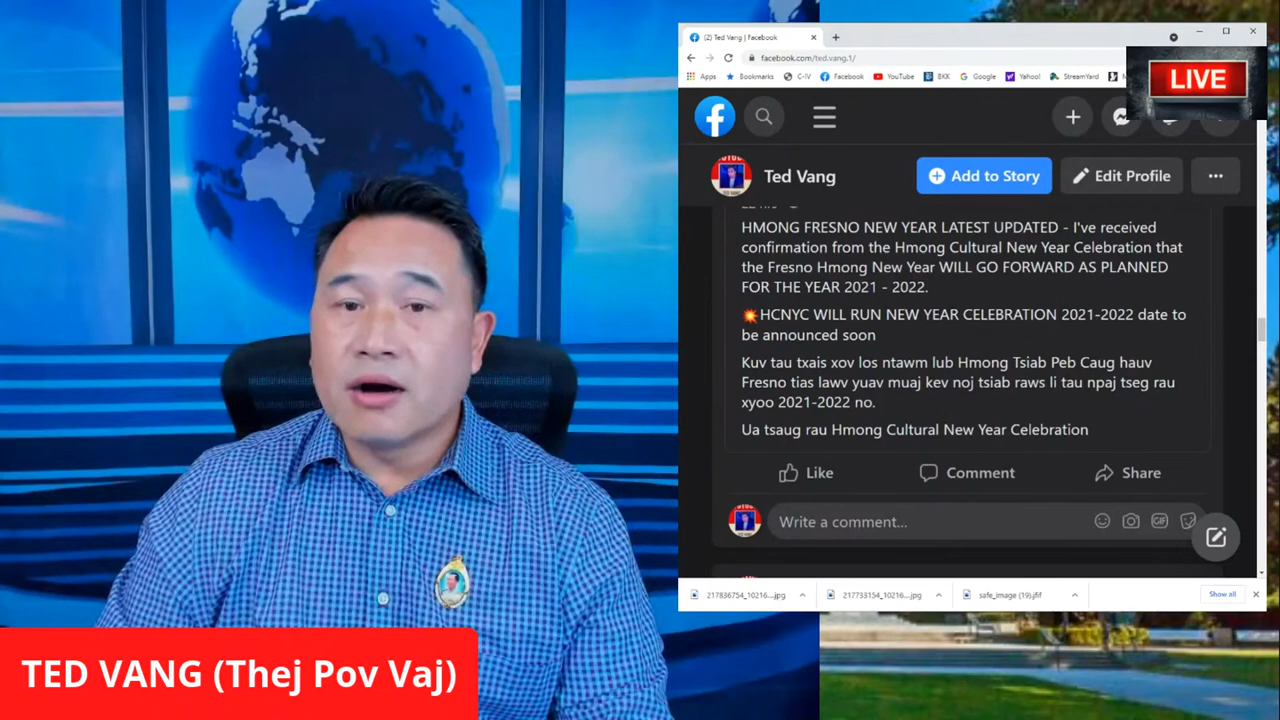 (2) Ted Vang | Facebook
facebook.com/ted.vang.1/
Apps Bookmarks C-IV Facebook YouTube BKK Google Yahoo! StreamYard
LIVE
Ted Vang
Add to Story
Edit Profile
HMONG FRESNO NEW YEAR LATEST UPDATED - I've received
confirmation from the Hmong Cultural New Year Celebration that
the Fresno Hmong New Year WILL GO FORWARD AS PLANNED
FOR THE YEAR 2021 - 2022.
💥HCNYC WILL RUN NEW YEAR CELEBRATION 2021-2022 date to
be announced soon
Kuv tau txais xov los ntawm lub Hmong Tsiab Peb Caug hauv
Fresno tias lawv yuav muaj kev noj tsiab raws li tau npaj tseg rau
xyoo 2021-2022 no.
Ua tsaug rau Hmong Cultural New Year Celebration
Like Comment Share
Write a comment...
GIF
217836754_10216....jpg 217733154_10216....jpg safe_image (19).jfif Show all
TED VANG (Thej Pov Vaj)